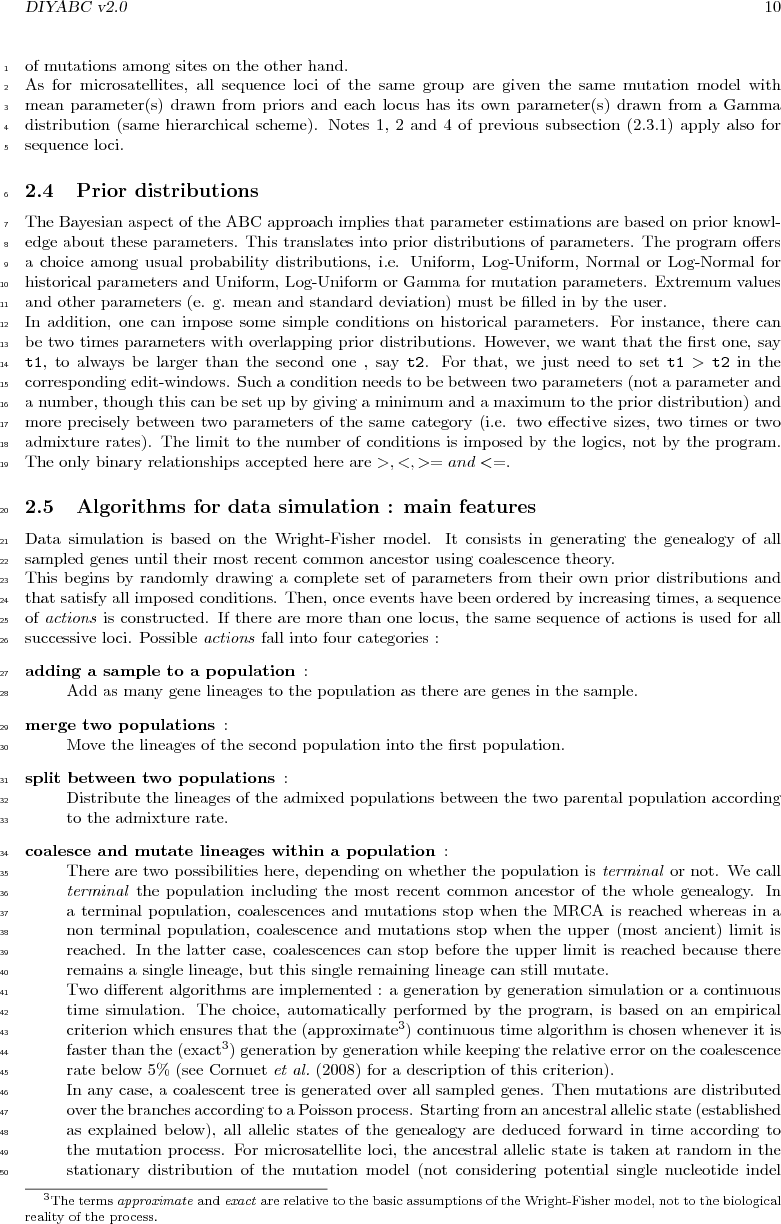 DIYABC v2.0 10
1 of mutations among sites on the other hand.
2 As for microsatellites, all sequence loci of the same group are given the same mutation model with
3 mean parameter(s) drawn from priors and each locus has its own parameter(s) drawn from a Gamma
4 distribution (same hierarchical scheme). Notes 1, 2 and 4 of previous subsection (2.3.1) apply also for
5 sequence loci.
6 2.4 Prior distributions
7 The Bayesian aspect of the ABC approach implies that parameter estimations are based on prior knowl-
8 edge about these parameters. This translates into prior distributions of parameters. The program offers
9 a choice among usual probability distributions, i.e. Uniform, Log-Uniform, Normal or Log-Normal for
10 historical parameters and Uniform, Log-Uniform or Gamma for mutation parameters. Extremum values
11 and other parameters (e. g. mean and standard deviation) must be filled in by the user.
12 In addition, one can impose some simple conditions on historical parameters. For instance, there can
13 be two times parameters with overlapping prior distributions. However, we want that the first one, say
14 t1, to always be larger than the second one , say t2. For that, we just need to set t1 > t2 in the
15 corresponding edit-windows. Such a condition needs to be between two parameters (not a parameter and
16 a number, though this can be set up by giving a minimum and a maximum to the prior distribution) and
17 more precisely between two parameters of the same category (i.e. two effective sizes, two times or two
18 admixture rates). The limit to the number of conditions is imposed by the logics, not by the program.
19 The only binary relationships accepted here are >, <, >= and <=.
20 2.5 Algorithms for data simulation : main features
21 Data simulation is based on the Wright-Fisher model. It consists in generating the genealogy of all
22 sampled genes until their most recent common ancestor using coalescence theory.
23 This begins by randomly drawing a complete set of parameters from their own prior distributions and
24 that satisfy all imposed conditions. Then, once events have been ordered by increasing times, a sequence
25 of actions is constructed. If there are more than one locus, the same sequence of actions is used for all
26 successive loci. Possible actions fall into four categories :
27 adding a sample to a population :
28 Add as many gene lineages to the population as there are genes in the sample.
29 merge two populations :
30 Move the lineages of the second population into the first population.
31 split between two populations :
32 Distribute the lineages of the admixed populations between the two parental population according
33 to the admixture rate.
34 coalesce and mutate lineages within a population :
35 There are two possibilities here, depending on whether the population is terminal or not. We call
36 terminal the population including the most recent common ancestor of the whole genealogy. In
37 a terminal population, coalescences and mutations stop when the MRCA is reached whereas in a
38 non terminal population, coalescence and mutations stop when the upper (most ancient) limit is
39 reached. In the latter case, coalescences can stop before the upper limit is reached because there
40 remains a single lineage, but this single remaining lineage can still mutate.
41 Two different algorithms are implemented : a generation by generation simulation or a continuous
42 time simulation. The choice, automatically performed by the program, is based on an empirical
43 criterion which ensures that the (approximate³) continuous time algorithm is chosen whenever it is
44 faster than the (exact³) generation by generation while keeping the relative error on the coalescence
45 rate below 5% (see Cornuet et al. (2008) for a description of this criterion).
46 In any case, a coalescent tree is generated over all sampled genes. Then mutations are distributed
47 over the branches according to a Poisson process. Starting from an ancestral allelic state (established
48 as explained below), all allelic states of the genealogy are deduced forward in time according to
49 the mutation process. For microsatellite loci, the ancestral allelic state is taken at random in the
50 stationary distribution of the mutation model (not considering potential single nucleotide indel
³The terms approximate and exact are relative to the basic assumptions of the Wright-Fisher model, not to the biological
reality of the process.